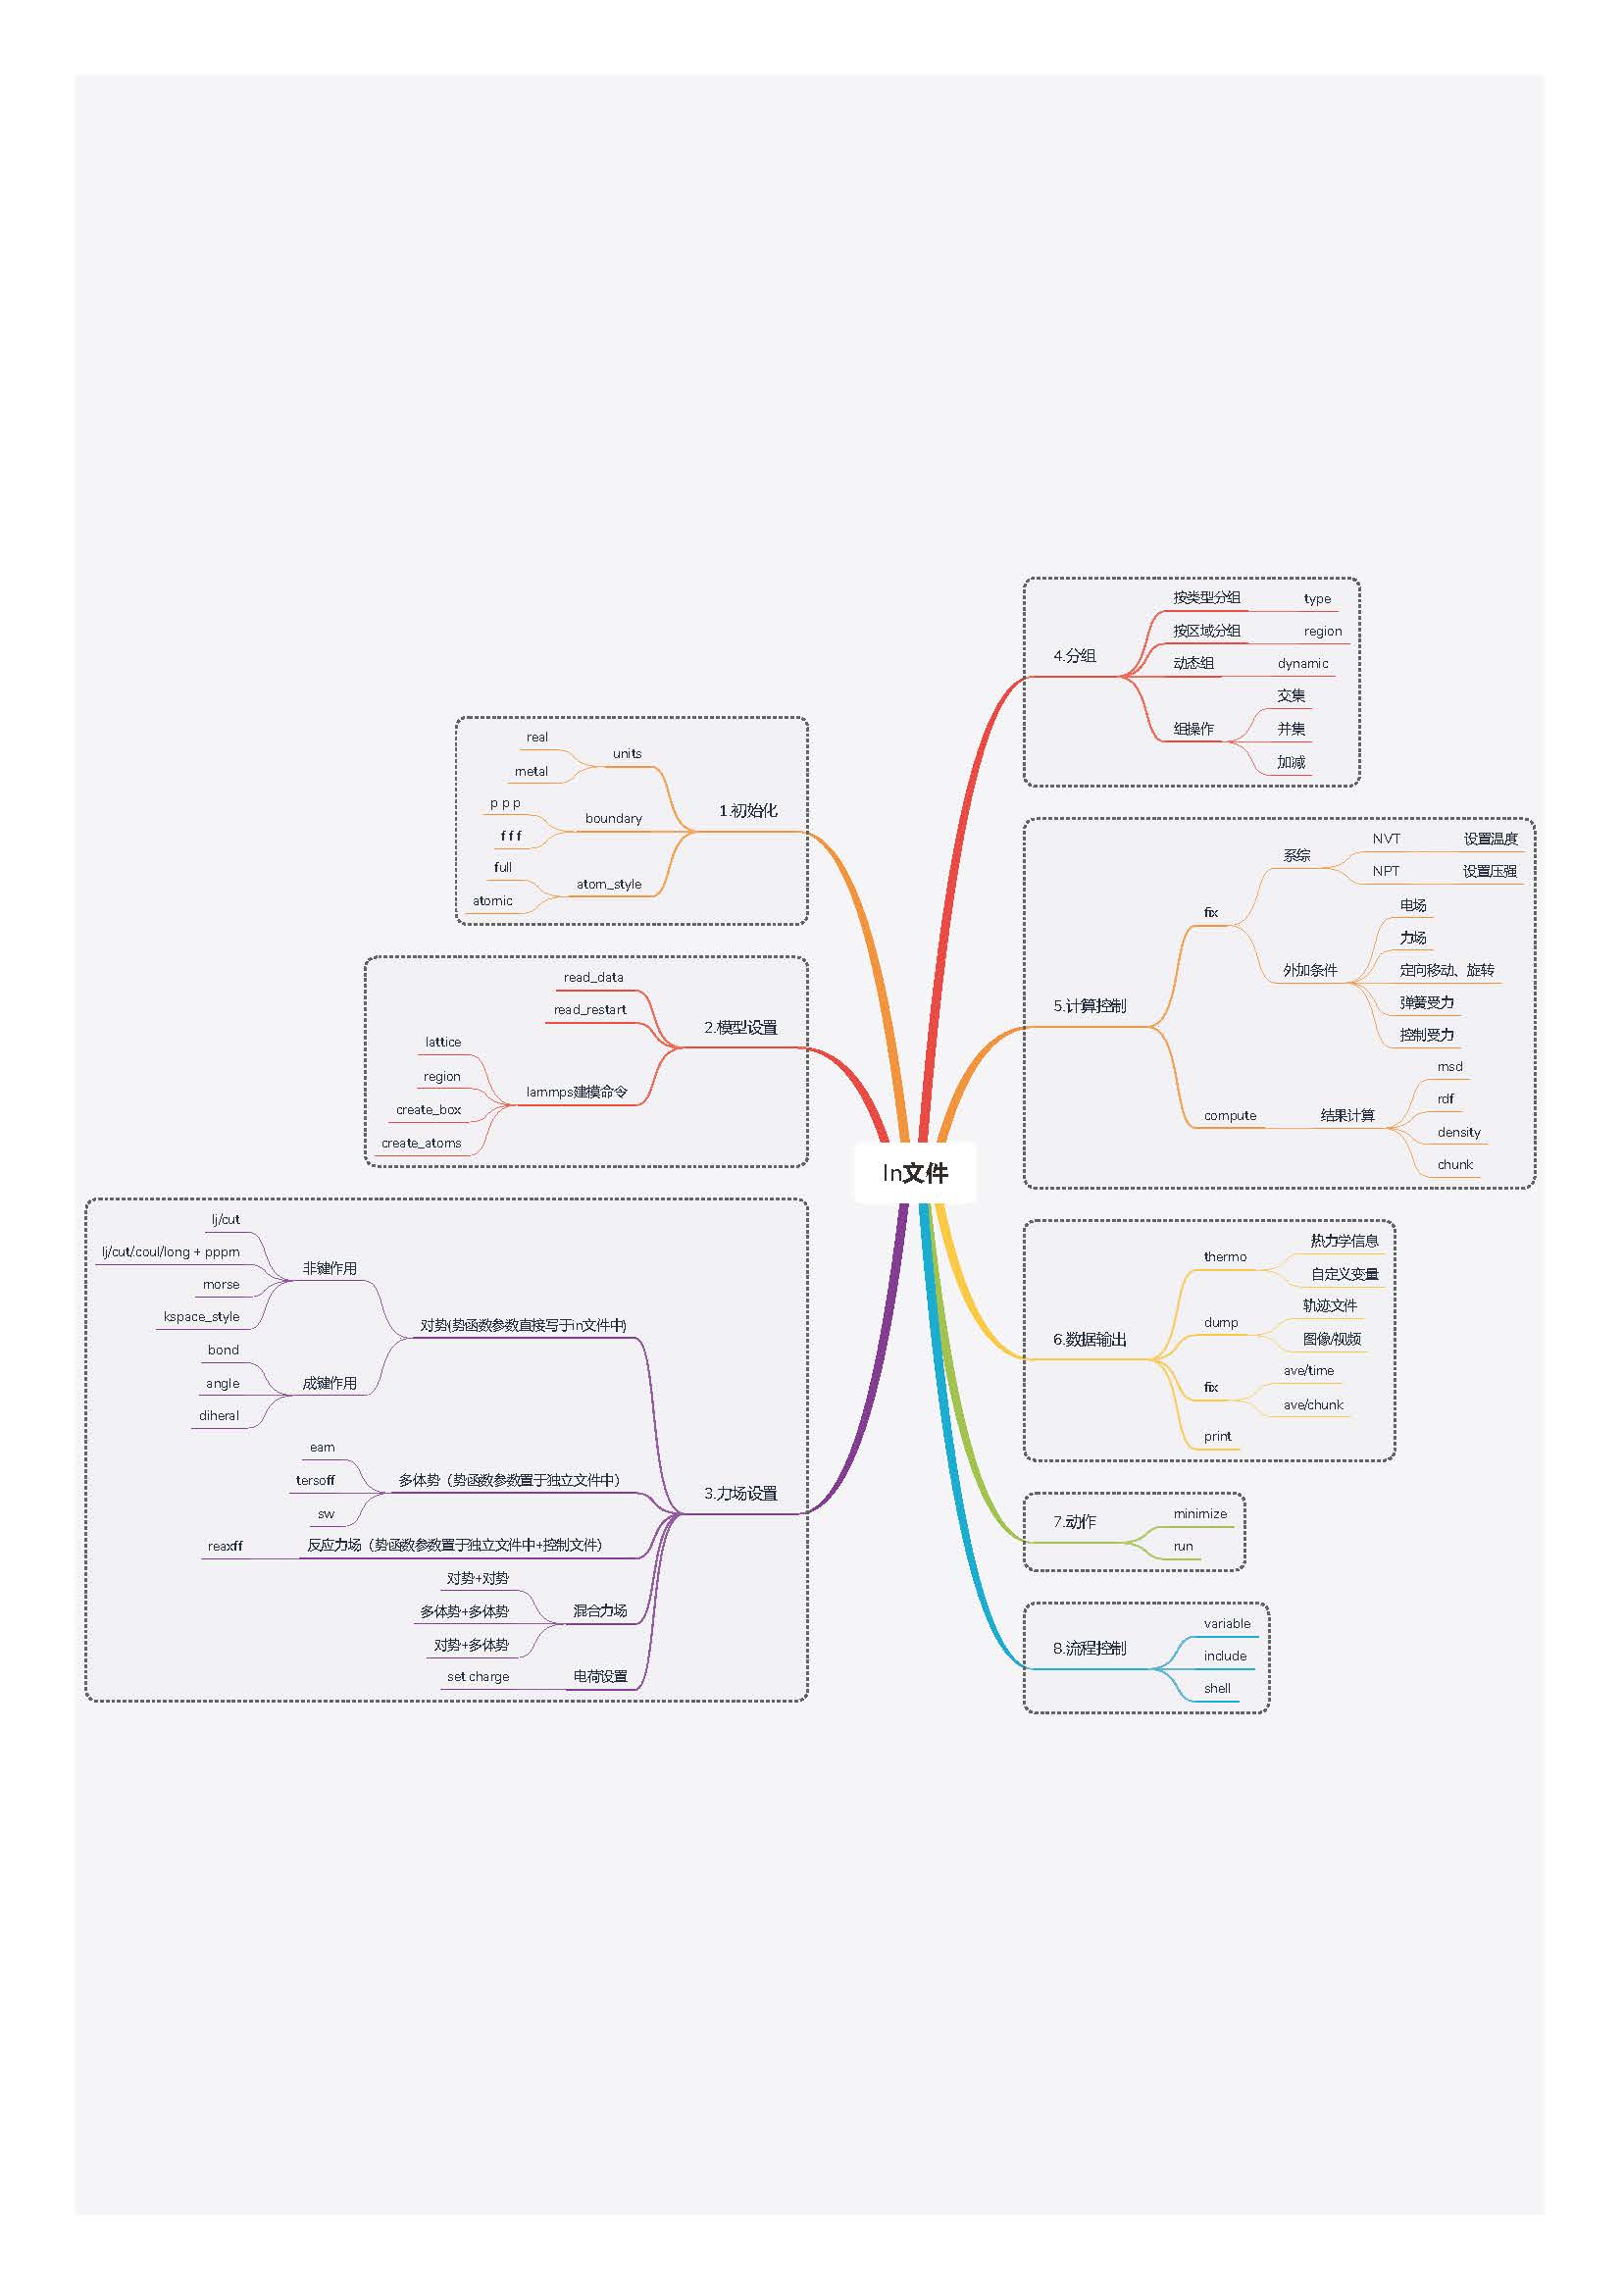 In文件
1.初始化
units
real
metal
boundary
p p p
f f f
atom_style
full
atomic
2.模型设置
read_data
read_restart
lammps建模命令
lattice
region
create_box
create_atoms
3.力场设置
对势(势函数参数直接写于in文件中)
非键作用
lj/cut
lj/cut/.coul/long + pppm
morse
kspace_style
成键作用
bond
angle
diheral
多体势（势函数参数置于独立文件中）
eam
tersoff
sw
反应力场（势函数参数置于独立文件中+控制文件）
reaxff
混合力场
对势+对势
多体势+多体势
对势+多体势
电荷设置
set charge
4.分组
按类型分组
type
按区域分组
region
动态组
dynamic
组操作
交集
并集
加减
5.计算控制
fix
系综
NVT
设置温度
NPT
设置压强
外加条件
电场
力场
定向移动、旋转
弹簧受力
控制受力
compute
结果计算
msd
rdf
density
chunk
6.数据输出
thermo
热力学信息
自定义变量
dump
轨迹文件
图像/视频
fix
ave/time
ave/chunk
print
7.动作
minimize
run
8.流程控制
variable
include
shell